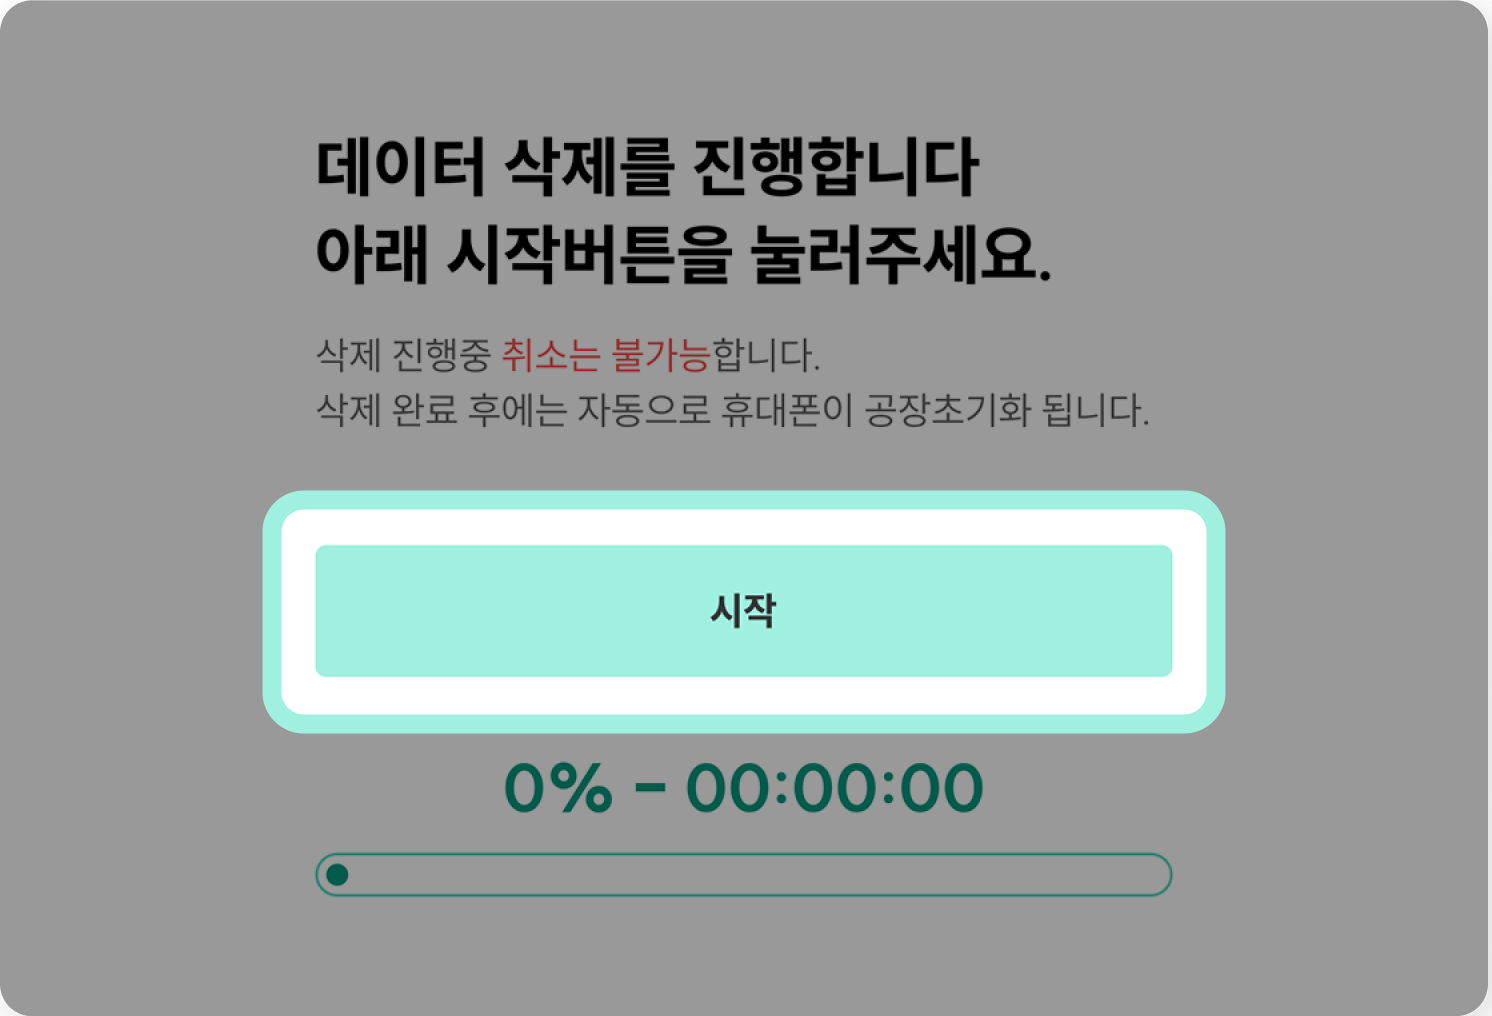 데이터 삭제를 진행합니다
아래 시작버튼을 눌러주세요.
삭제 진행중 취소는 불가능합니다.
삭제 완료 후에는 자동으로 휴대폰이 공장초기화 됩니다.
시작
0% - 00:00:00